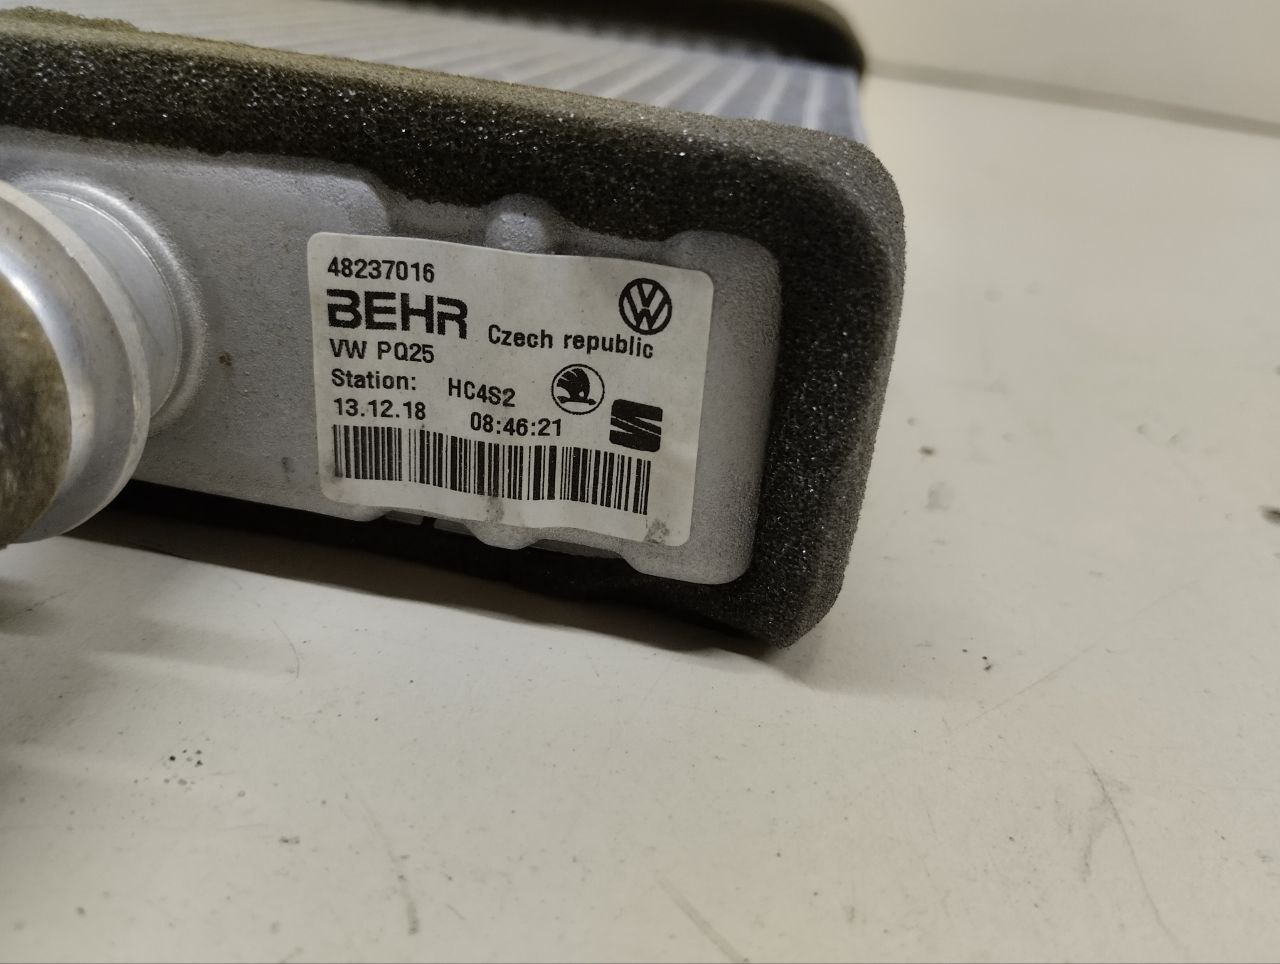 48237016
BEHR
Czech republic
VW PQ25
Station: HC4S2
13.12.18 08:46:21